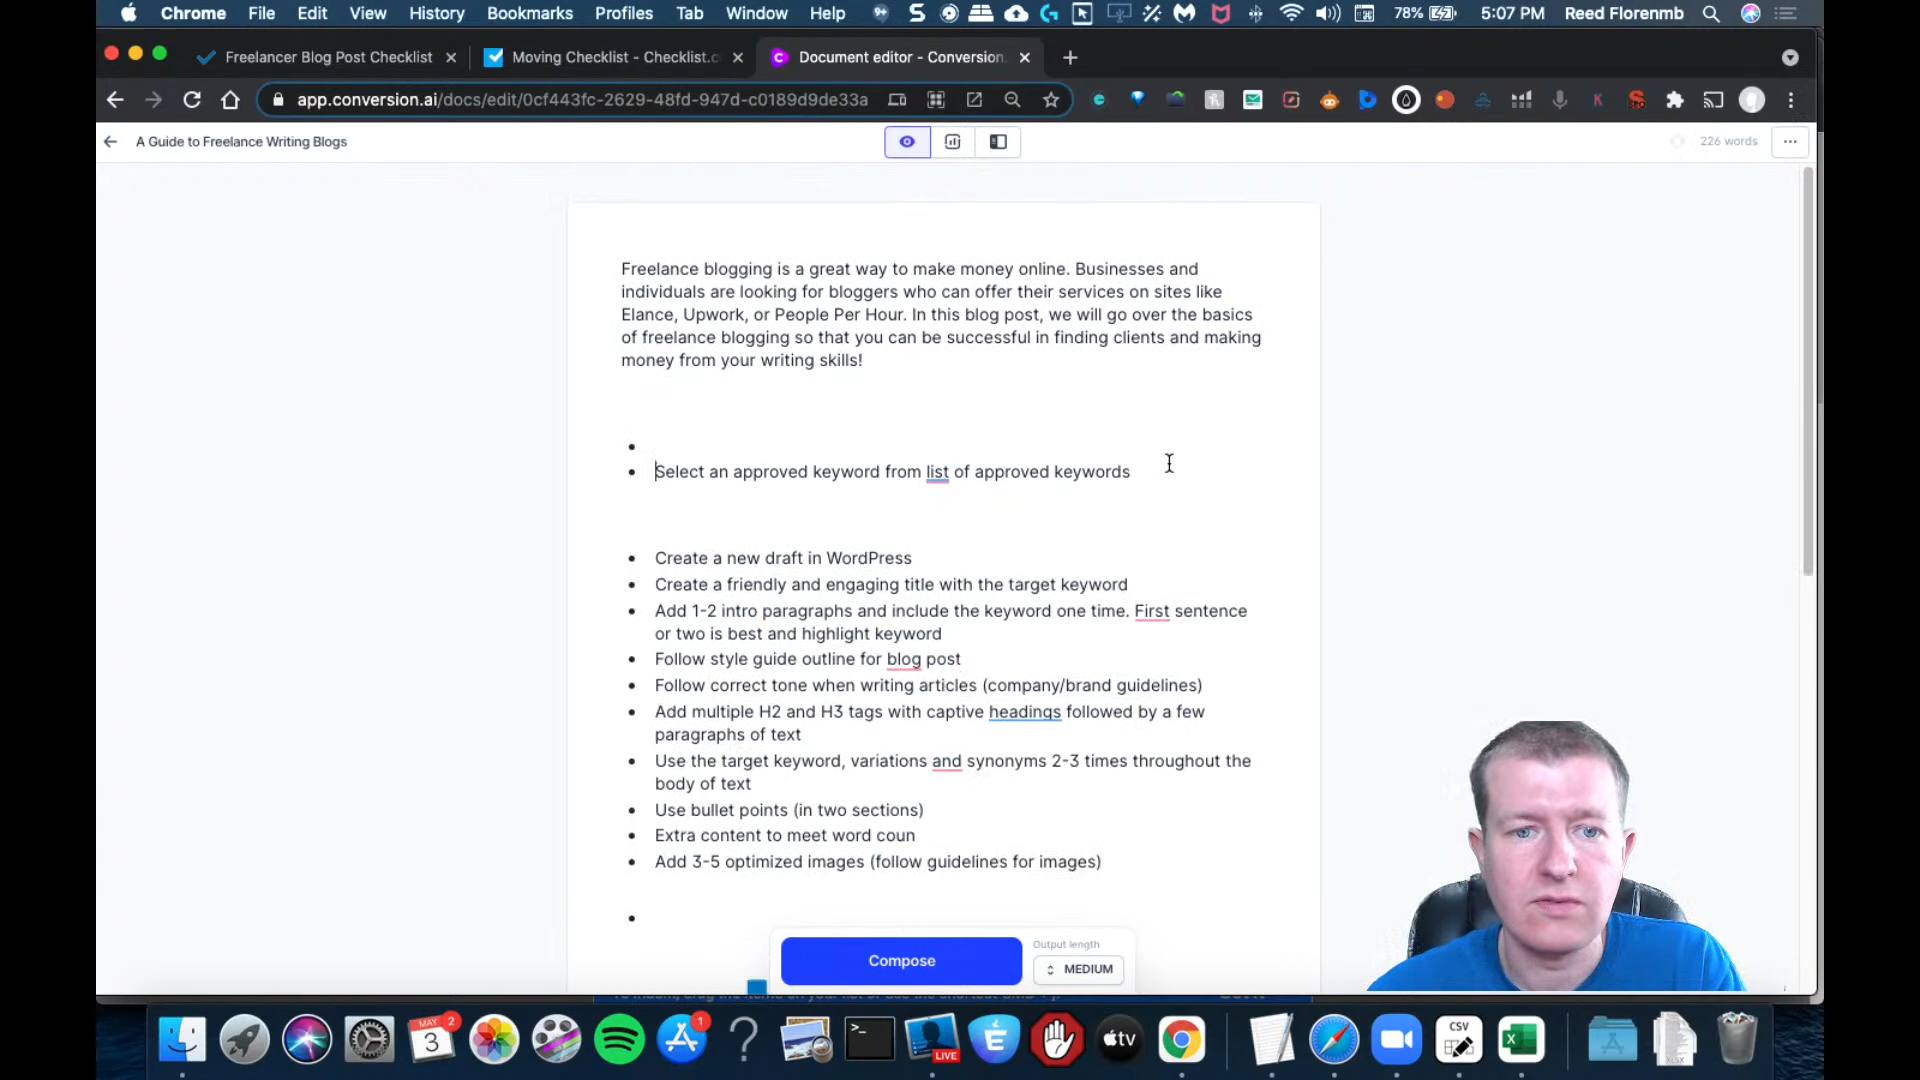 Chrome File Edit View History Bookmarks Profiles Tab Window Help 78% 5:07 PM Reed Florenmb
Freelancer Blog Post Checklist
Moving Checklist - Checklist.c
Document editor - Conversion.
app.conversion.ai/docs/edit/0cf443fc-2629-48fd-947d-c0189d9de33a
A Guide to Freelance Writing Blogs
226 words
Freelance blogging is a great way to make money online. Businesses and
individuals are looking for bloggers who can offer their services on sites like
Elance, Upwork, or People Per Hour. In this blog post, we will go over the basics
of freelance blogging so that you can be successful in finding clients and making
money from your writing skills!
Select an approved keyword from list of approved keywords
Create a new draft in WordPress
Create a friendly and engaging title with the target keyword
Add 1-2 intro paragraphs and include the keyword one time. First sentence
or two is best and highlight keyword
Follow style guide outline for blog post
Follow correct tone when writing articles (company/brand guidelines)
Add multiple H2 and H3 tags with captive headings followed by a few
paragraphs of text
Use the target keyword, variations and synonyms 2-3 times throughout the
body of text
Use bullet points (in two sections)
Extra content to meet word coun
Add 3-5 optimized images (follow guidelines for images)
Compose
Output length
MEDIUM
MAY 2
3
1
LIVE
tv
CSV
XLSX